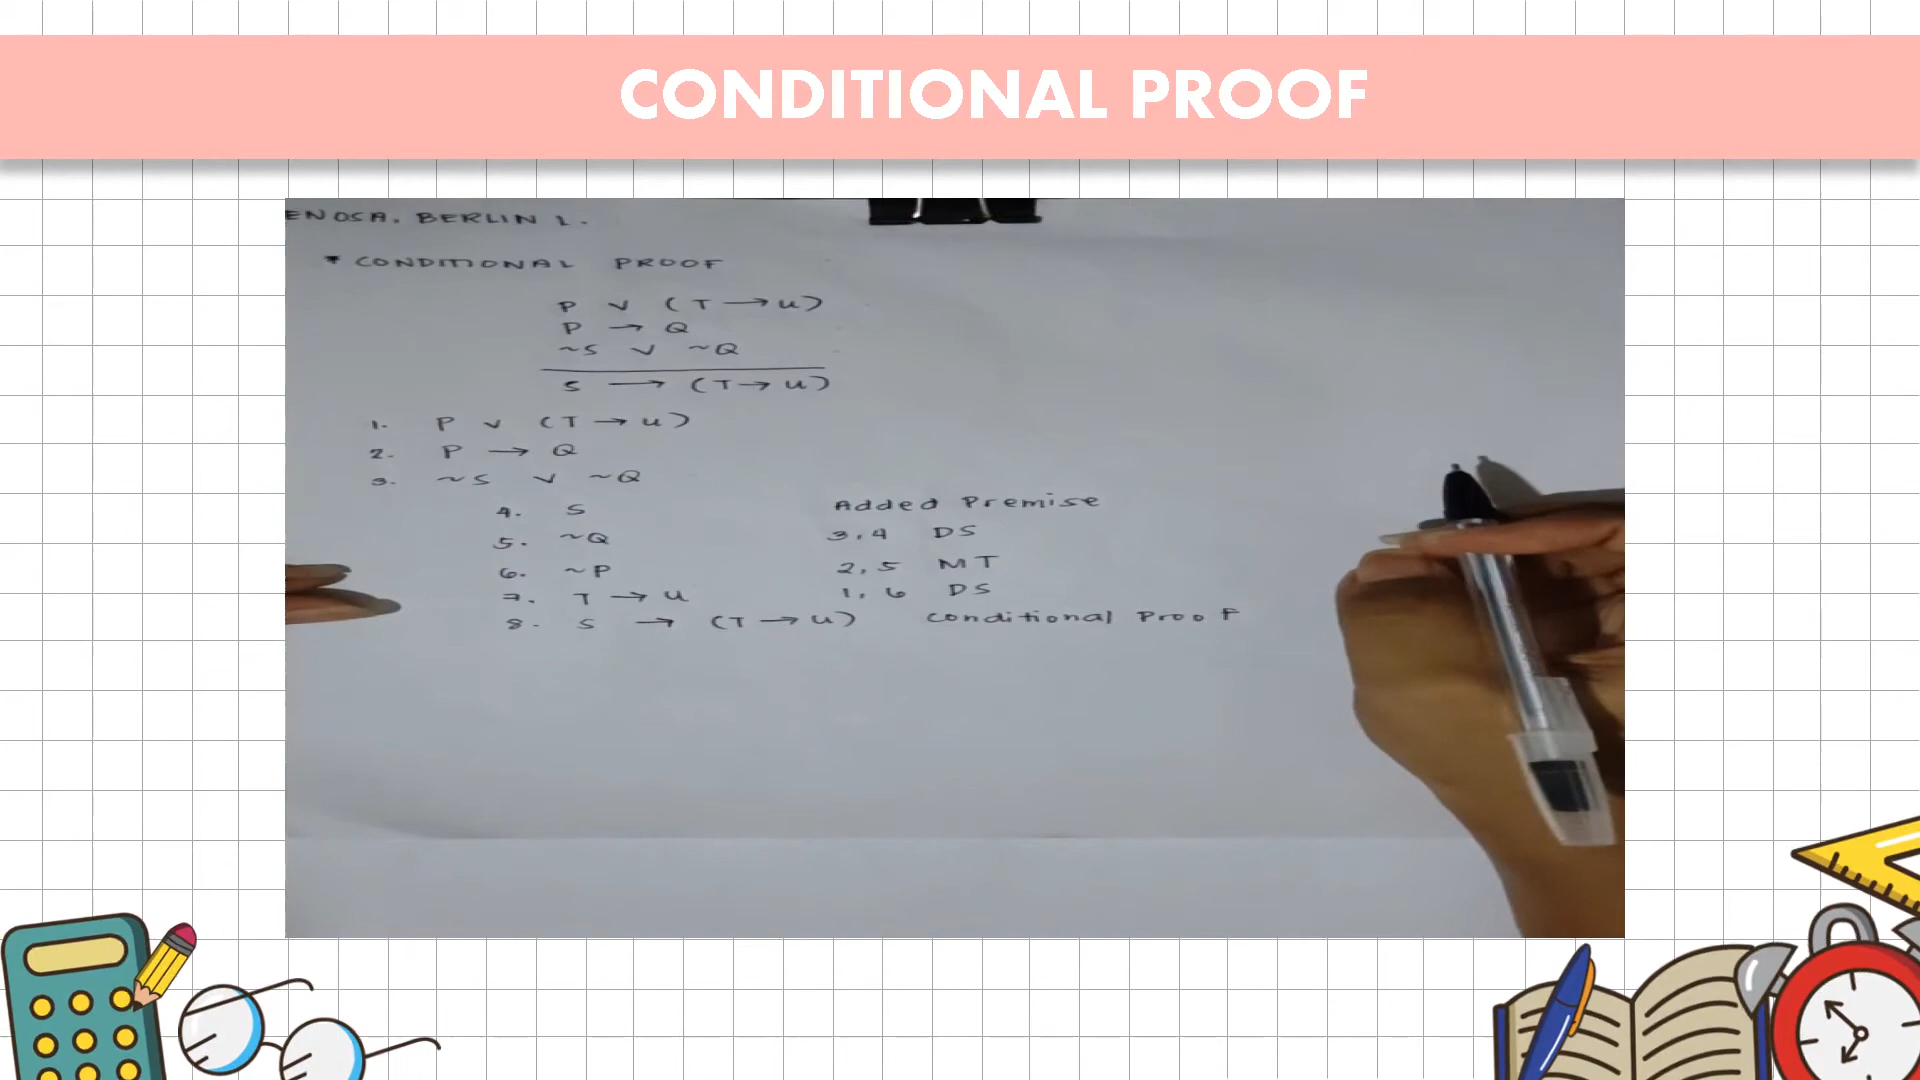 CONDITIONAL PROOF
ENOSA, BERLIN L.
* CONDITIONAL PROOF
P ∨ (T → U)
P → Q
~S ∨ ~Q
S → (T → U)
1. P ∨ (T → U)
2. P → Q
3. ~S ∨ ~Q
4. S Added Premise
5. ~Q 3,4 DS
6. ~P 2,5 MT
7. T → U 1,6 DS
8. S → (T → U) Conditional Proof